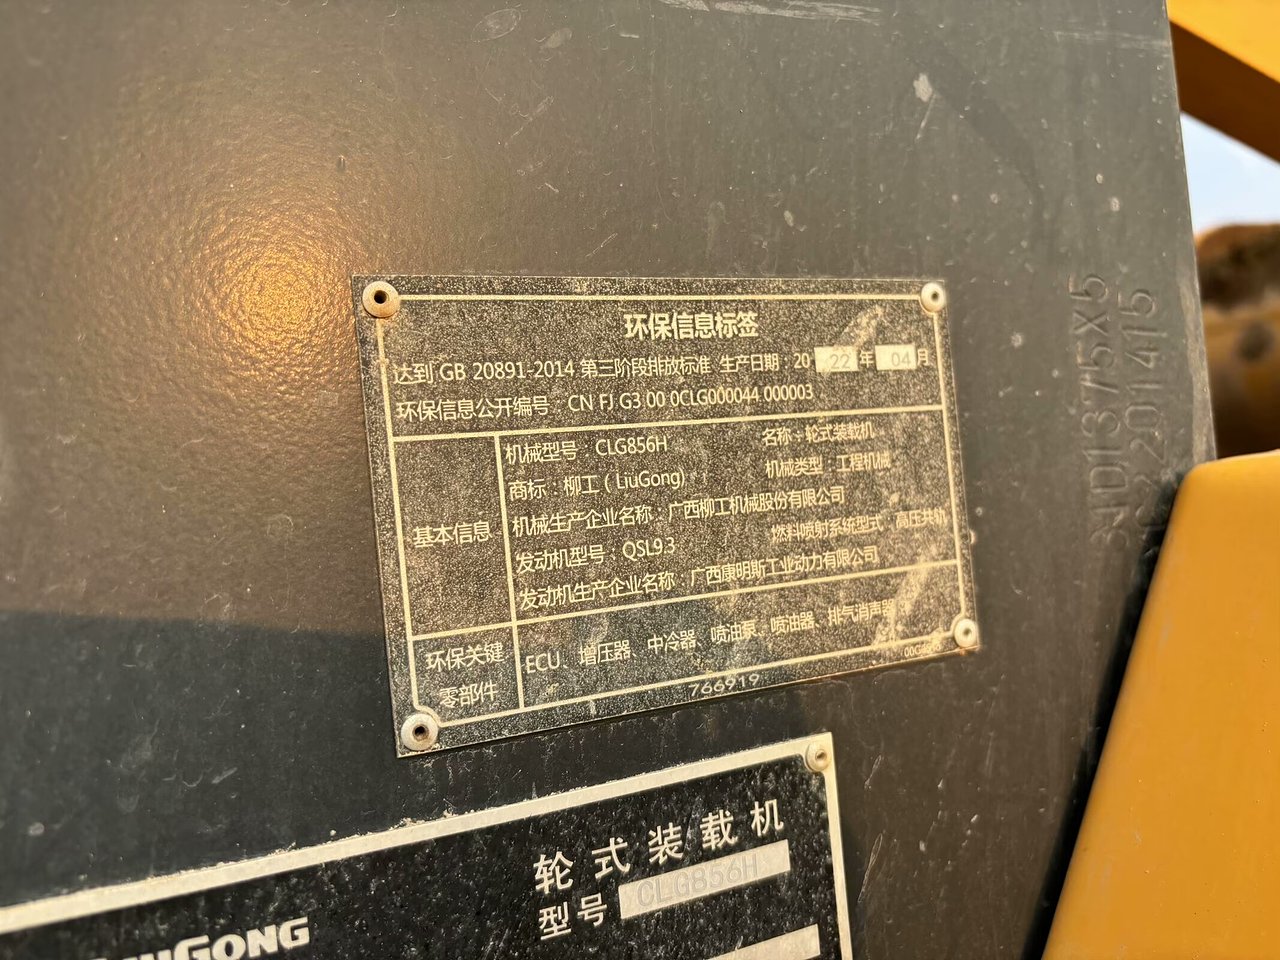 环保信息标签
达到 GB 20891-2014 第三阶段排放标准 生产日期：2022年04月
环保信息公开编号：CN FJ G3 00 0CLG000044 000003
基本信息
机械型号 CLG856H 名称：轮式装载机
商标：柳工（LiuGong） 机械类型：工程机械
机械生产企业名称：广西柳工机械股份有限公司
发动机型号：QSL9.3 燃料喷射系统型式：高压共轨
发动机生产企业名称：广西康明斯工业动力有限公司
环保关键零部件
ECU、增压器、中冷器、喷油泵、喷油器、排气消声器
766919
轮式装载机
型号 CLG856H
LIUGONG
ND1375X5
201415